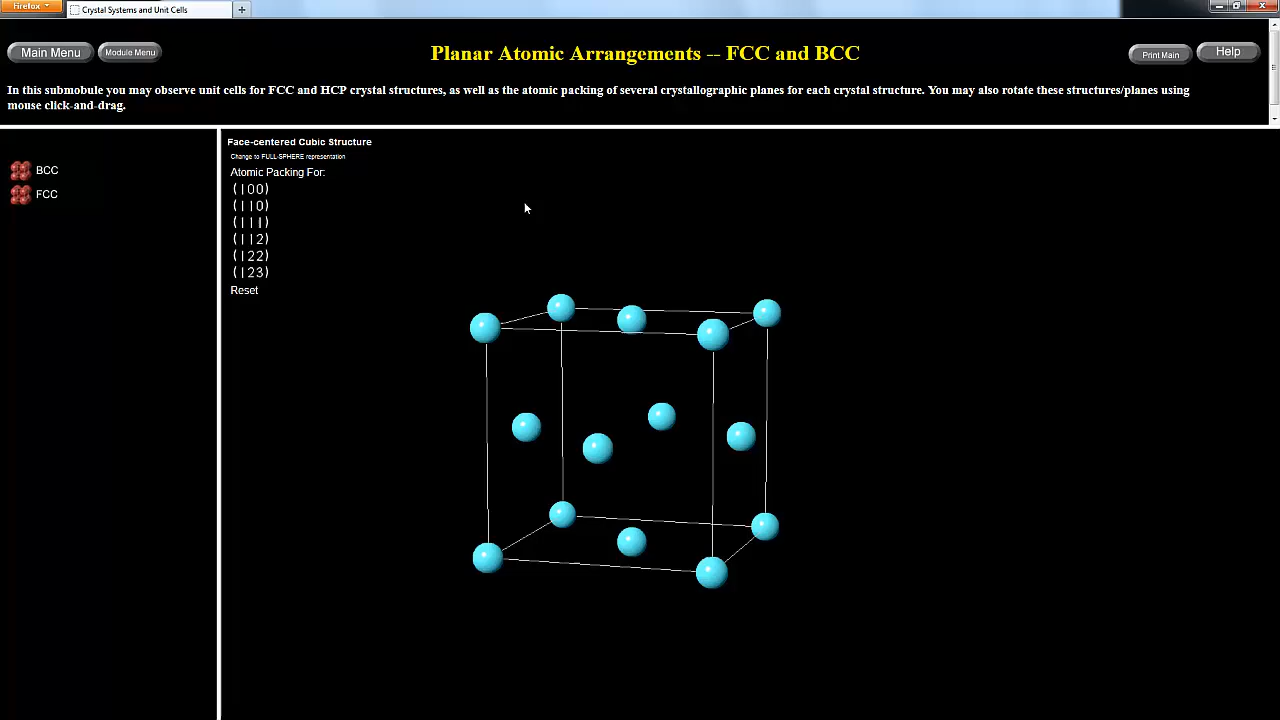 Firefox
Crystal Systems and Unit Cells
Main Menu
Module Menu
Planar Atomic Arrangements -- FCC and BCC
Print Main
Help
In this submobule you may observe unit cells for FCC and HCP crystal structures, as well as the atomic packing of several crystallographic planes for each crystal structure. You may also rotate these structures/planes using
mouse click-and-drag.
BCC
FCC
Face-centered Cubic Structure
Change to FULL-SPHERE representation
Atomic Packing For:
(100)
(110)
(111)
(112)
(122)
(123)
Reset